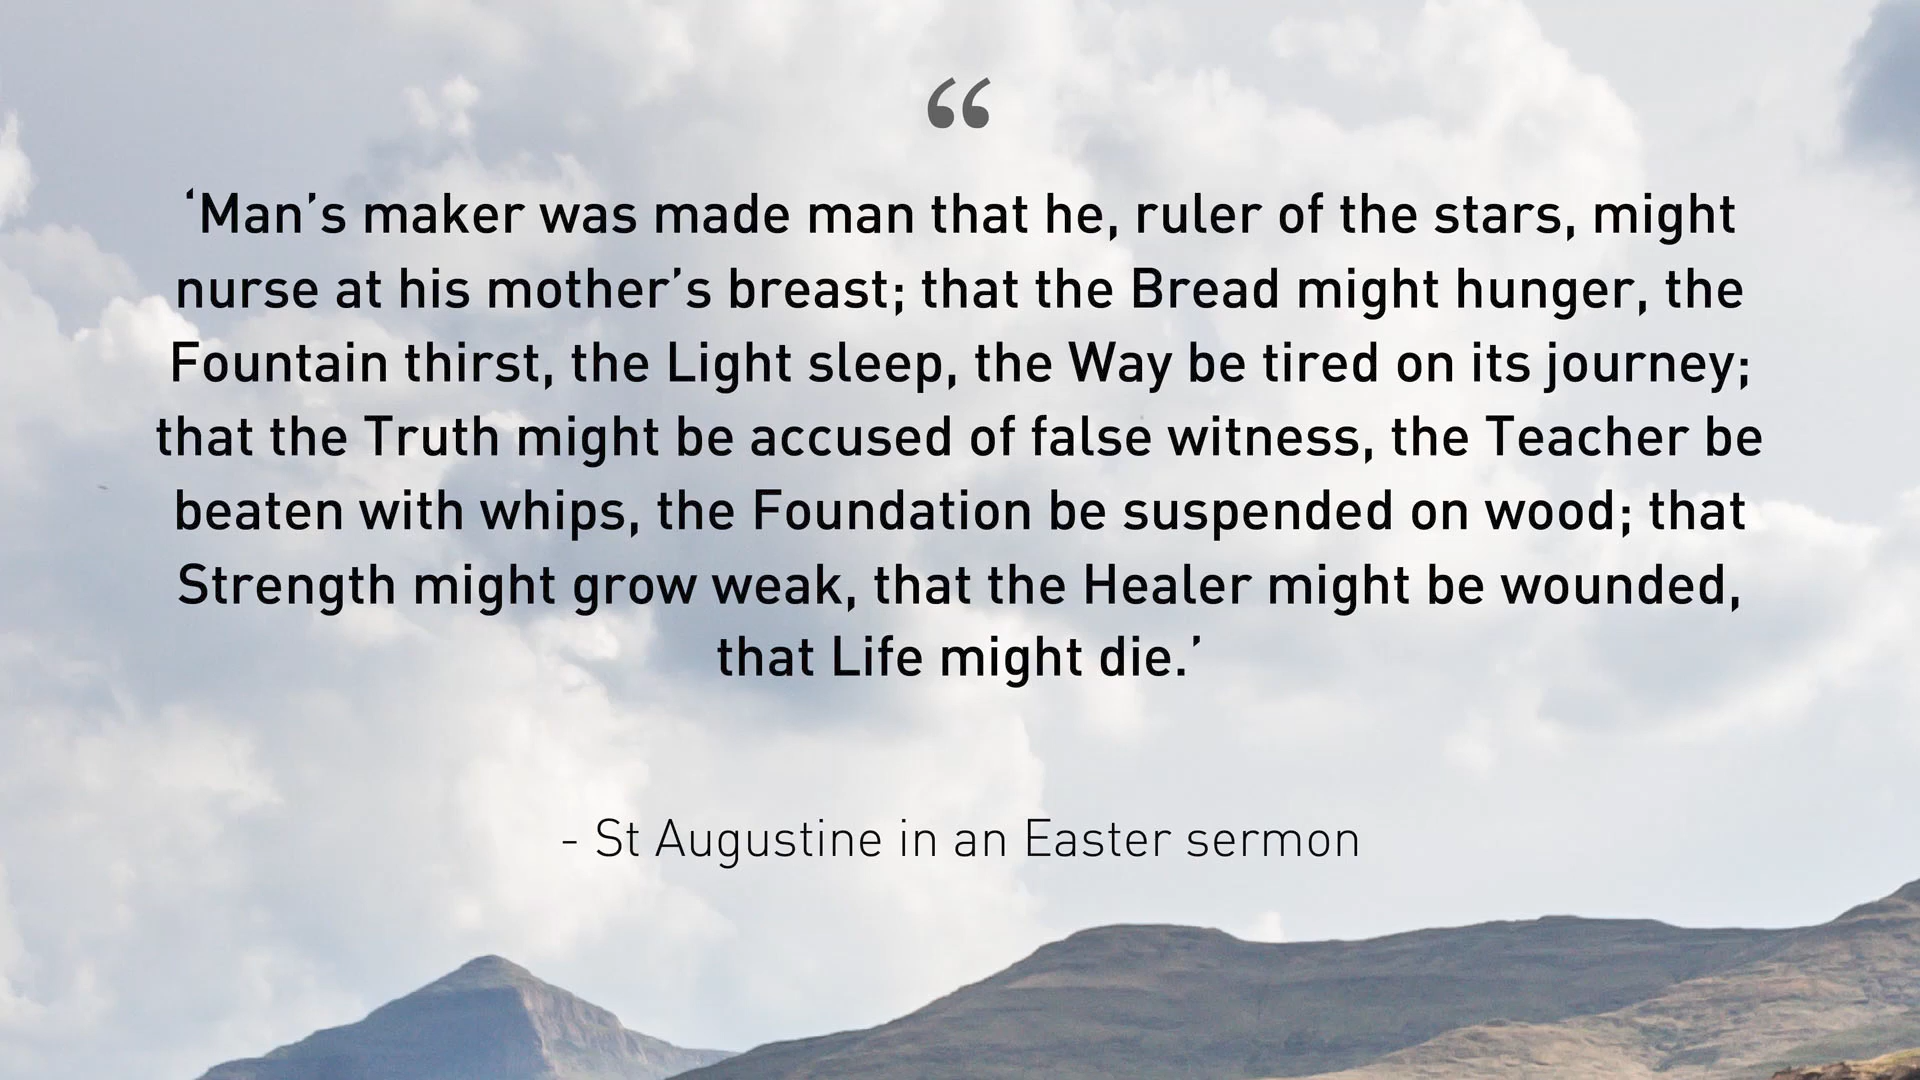 “
‘Man’s maker was made man that he, ruler of the stars, might
nurse at his mother’s breast; that the Bread might hunger, the
Fountain thirst, the Light sleep, the Way be tired on its journey;
that the Truth might be accused of false witness, the Teacher be
beaten with whips, the Foundation be suspended on wood; that
Strength might grow weak, that the Healer might be wounded,
that Life might die.’
- St Augustine in an Easter sermon